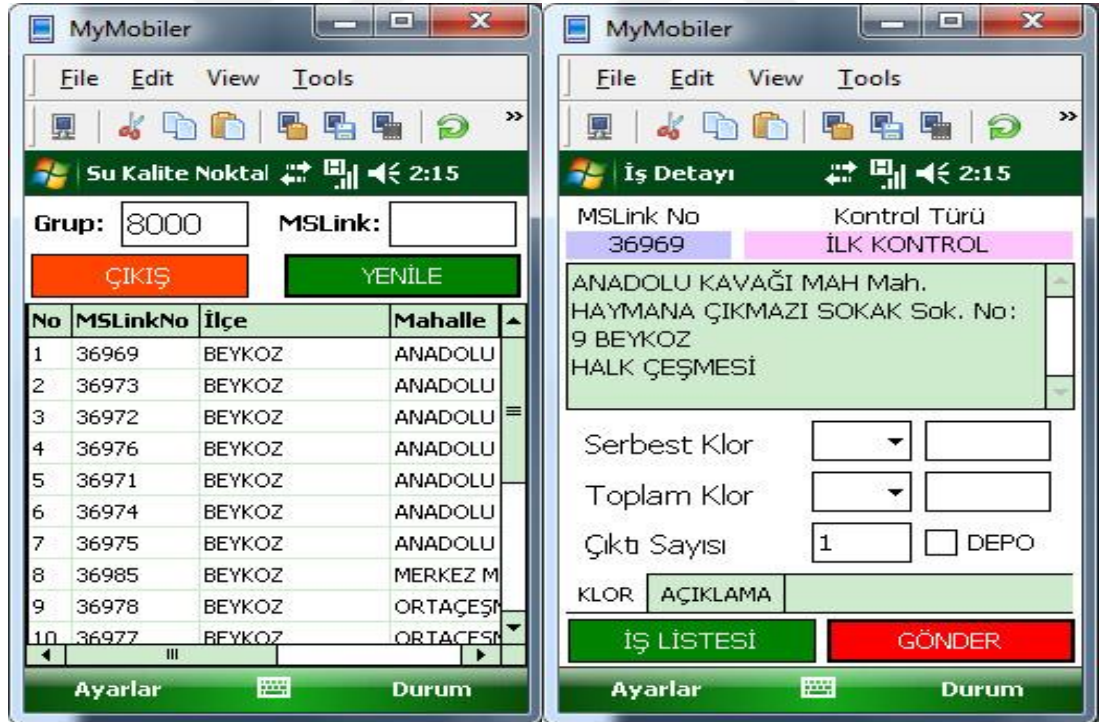 MyMobiler
File Edit View Tools
Su Kalite Noktal 2:15
Grup: 8000 MSLink:
ÇIKIŞ YENİLE
No MSLinkNo İlçe Mahalle
1 36969 BEYKOZ ANADOLU
2 36973 BEYKOZ ANADOLU
3 36972 BEYKOZ ANADOLU
4 36976 BEYKOZ ANADOLU
5 36971 BEYKOZ ANADOLU
6 36974 BEYKOZ ANADOLU
7 36975 BEYKOZ ANADOLU
8 36985 BEYKOZ MERKEZ M
9 36978 BEYKOZ ORTAÇEŞM
10 36977 BEYKOZ ORTAÇEŞM
Ayarlar Durum
MyMobiler
File Edit View Tools
İş Detayı 2:15
MSLink No Kontrol Türü
36969 İLK KONTROL
ANADOLU KAVAĞI MAH Mah.
HAYMANA ÇIKMAZI SOKAK Sok. No:
9 BEYKOZ
HALK ÇEŞMESİ
Serbest Klor
Toplam Klor
Çıktı Sayısı 1 DEPO
KLOR AÇIKLAMA
İŞ LİSTESİ GÖNDER
Ayarlar Durum